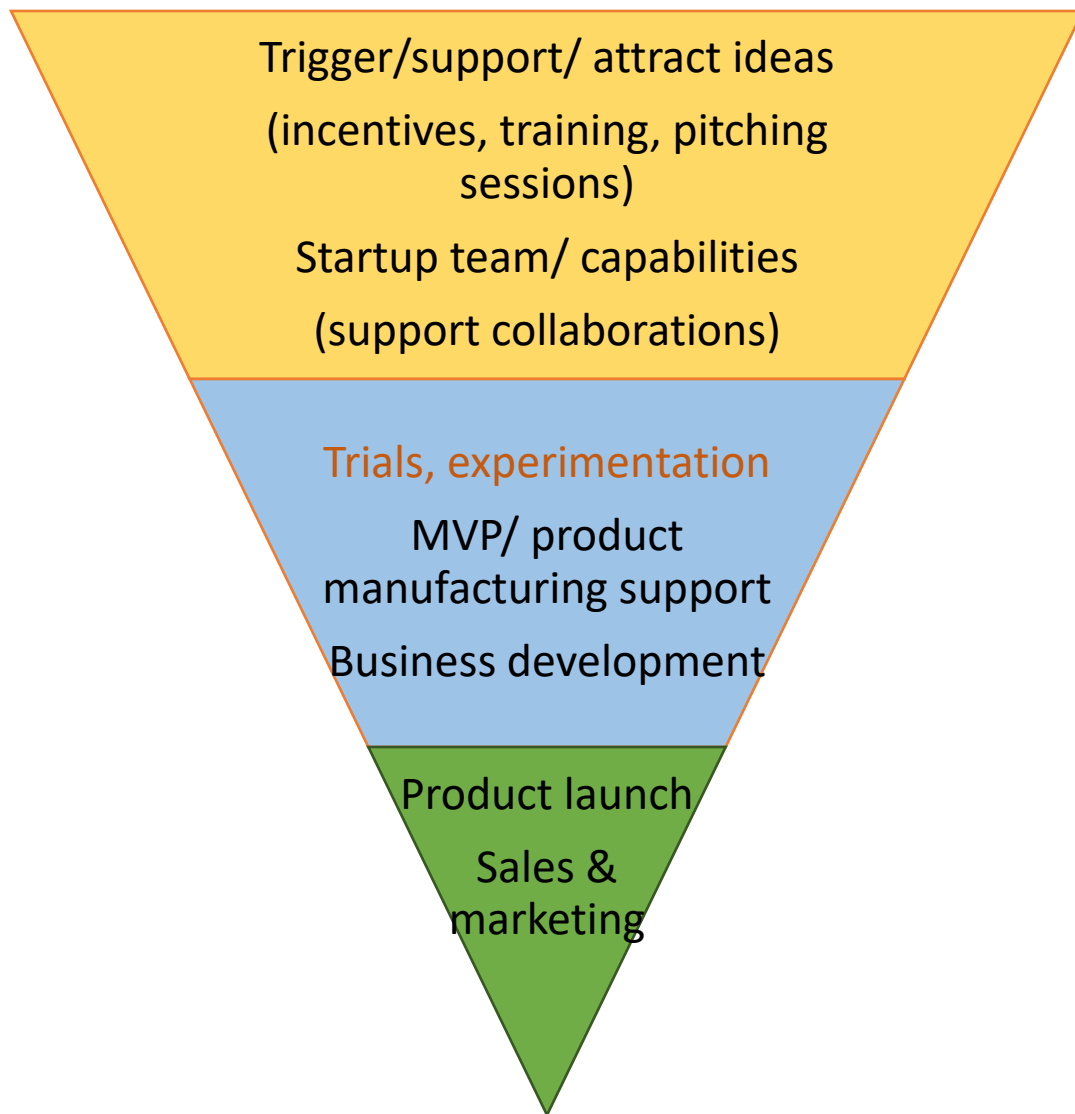 Trigger/support/ attract ideas
(incentives, training, pitching
sessions)
Startup team/ capabilities
(support collaborations)
Trials, experimentation
MVP/ product
manufacturing support
Business development
Product launch
Sales &
marketing